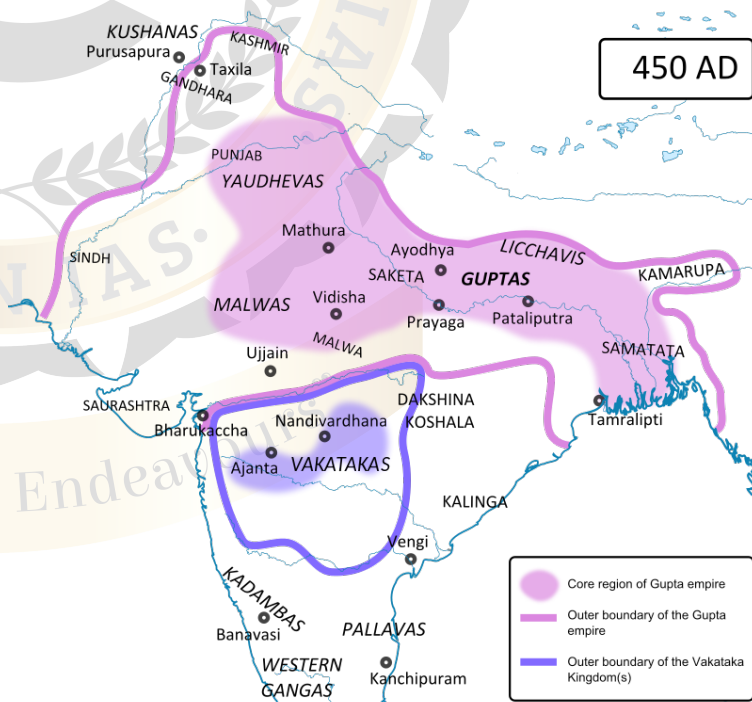 KUSHANAS
KASHMIR
450 AD
Purusapura
Taxila
GANDHARA
PUNJAB
YAUDHEVAS
Mathura
Ayodhya
LICCHAVIS
SINDH
SAKETA
GUPTAS
KAMARUPA
MALWAS
Vidisha
Prayaga
Pataliputra
MALWA
SAMATATA
Ujjain
SAURASHTRA
DAKSHINA
KOSHALA
Bharukaccha
Nandivardhana
Tamralipti
Ajanta
VAKATAKAS
Endeavours
KALINGA
Vengi
KADAMBAS
Banavasi
PALLAVAS
WESTERN
GANGAS
Kanchipuram
Core region of Gupta empire
Outer boundary of the Gupta
empire
Outer boundary of the Vakataka
Kingdom(s)